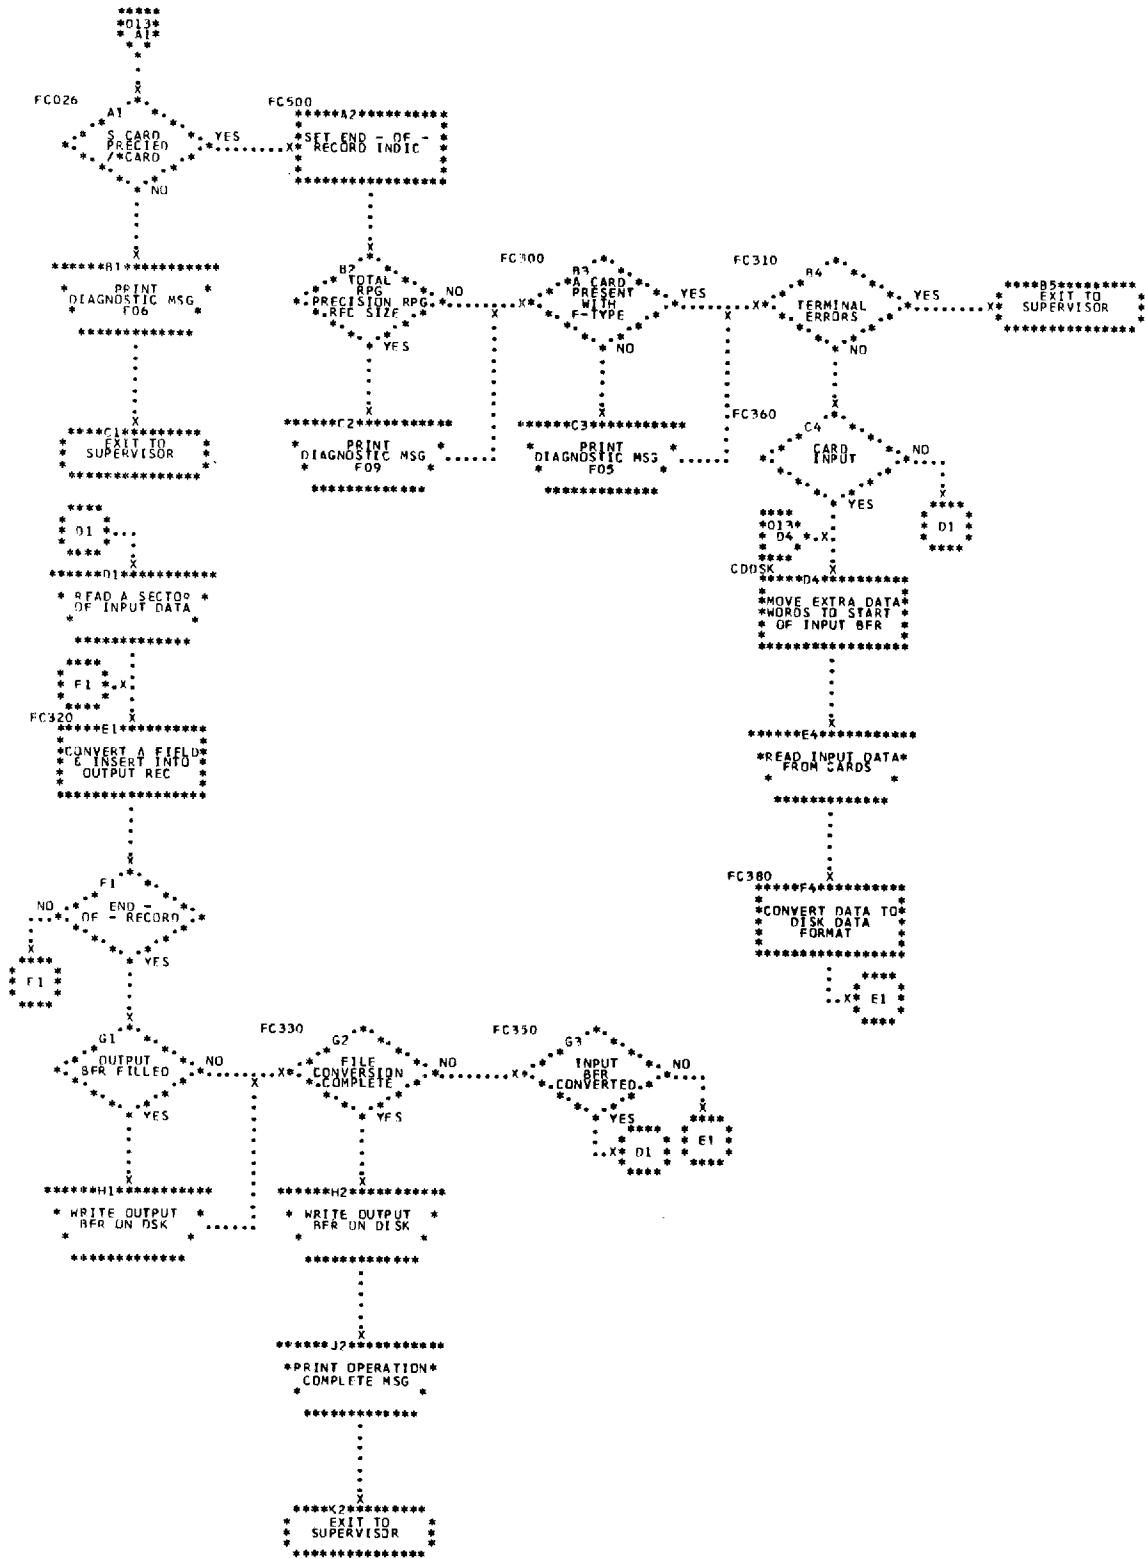 013
A1
FC026
A1
S CARD
PRECIED
/*CARD
YES
NO
FC500
A2
SET END - OF -
RECORD INDIC
B1
PRINT
DIAGNOSTIC MSG
F06
B2
TOTAL
RPG
PRECISION RPG
REC SIZE
NO
YES
FC300
B3
A CARD
PRESENT
WITH
F-TYPE
YES
NO
FC310
B4
TERMINAL
ERRORS
YES
NO
B5
EXIT TO
SUPERVISOR
C1
EXIT TO
SUPERVISOR
C2
PRINT
DIAGNOSTIC MSG
F09
C3
PRINT
DIAGNOSTIC MSG
F05
FC360
C4
CARD
INPUT
NO
YES
D1
D1
013
D4
CDDSK
D1
READ A SECTOR
OF INPUT DATA
D4
MOVE EXTRA DATA
WORDS TO START
OF INPUT BFR
F1
FC320
E1
CONVERT A FIELD
& INSERT INTO
OUTPUT REC
E4
READ INPUT DATA
FROM CARDS
F1
END -
OF - RECORD
NO
YES
F1
FC380
F4
CONVERT DATA TO
DISK DATA
FORMAT
E1
G1
OUTPUT
BFR FILLED
NO
YES
FC330
G2
FILE
CONVERSION
COMPLETE
NO
YES
FC350
G3
INPUT
BFR
CONVERTED
NO
YES
D1
E1
H1
WRITE OUTPUT
BFR ON DSK
H2
WRITE OUTPUT
BFR ON DISK
J2
PRINT OPERATION
COMPLETE MSG
K2
EXIT TO
SUPERVISOR